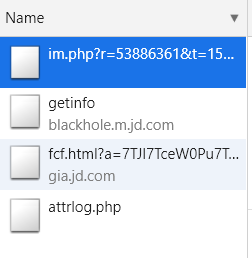 Name
im.php?r=53886361&t=15...
getinfo
blackhole.m.jd.com
fcf.html?a=7TJI7TceW0Pu7T...
gia.jd.com
attrlog.php